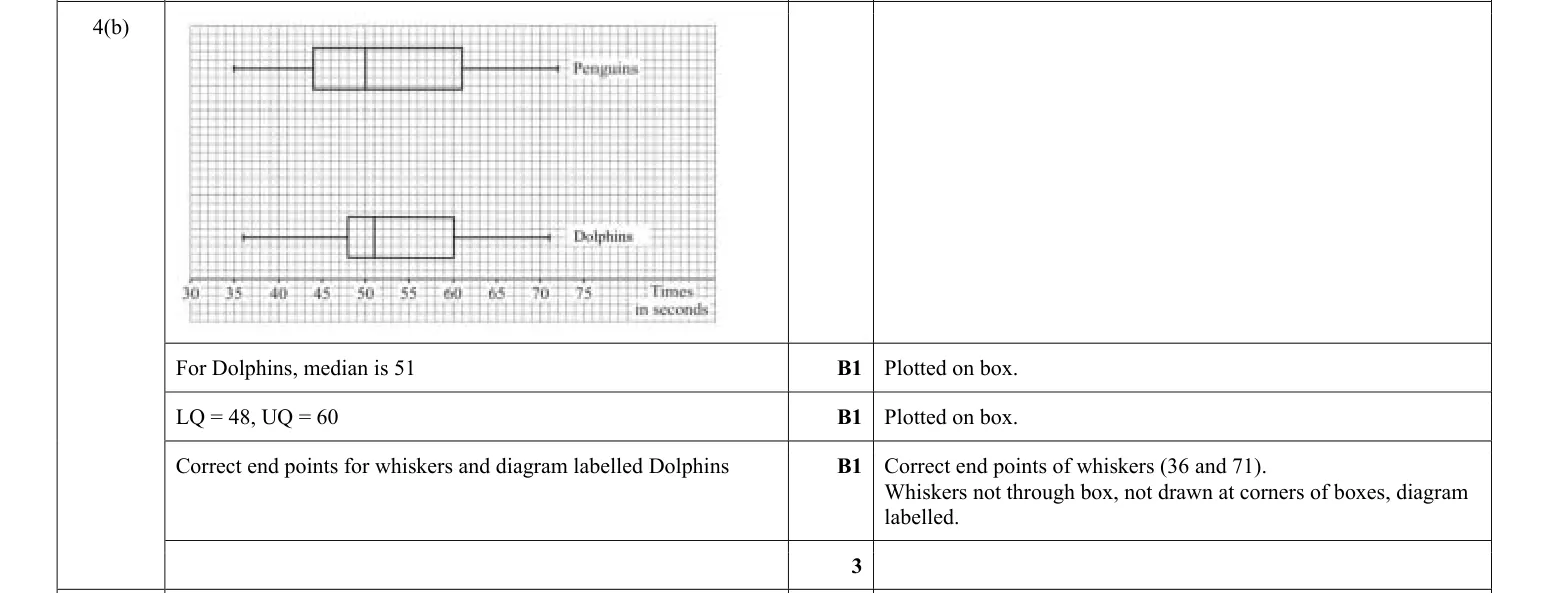 4(b)
Penguins
Dolphins
30 35 40 45 50 55 60 65 70 75 Times
in seconds
For Dolphins, median is 51 B1 Plotted on box.
LQ = 48, UQ = 60 B1 Plotted on box.
Correct end points for whiskers and diagram labelled Dolphins B1 Correct end points of whiskers (36 and 71).
Whiskers not through box, not drawn at corners of boxes, diagram
labelled.
3